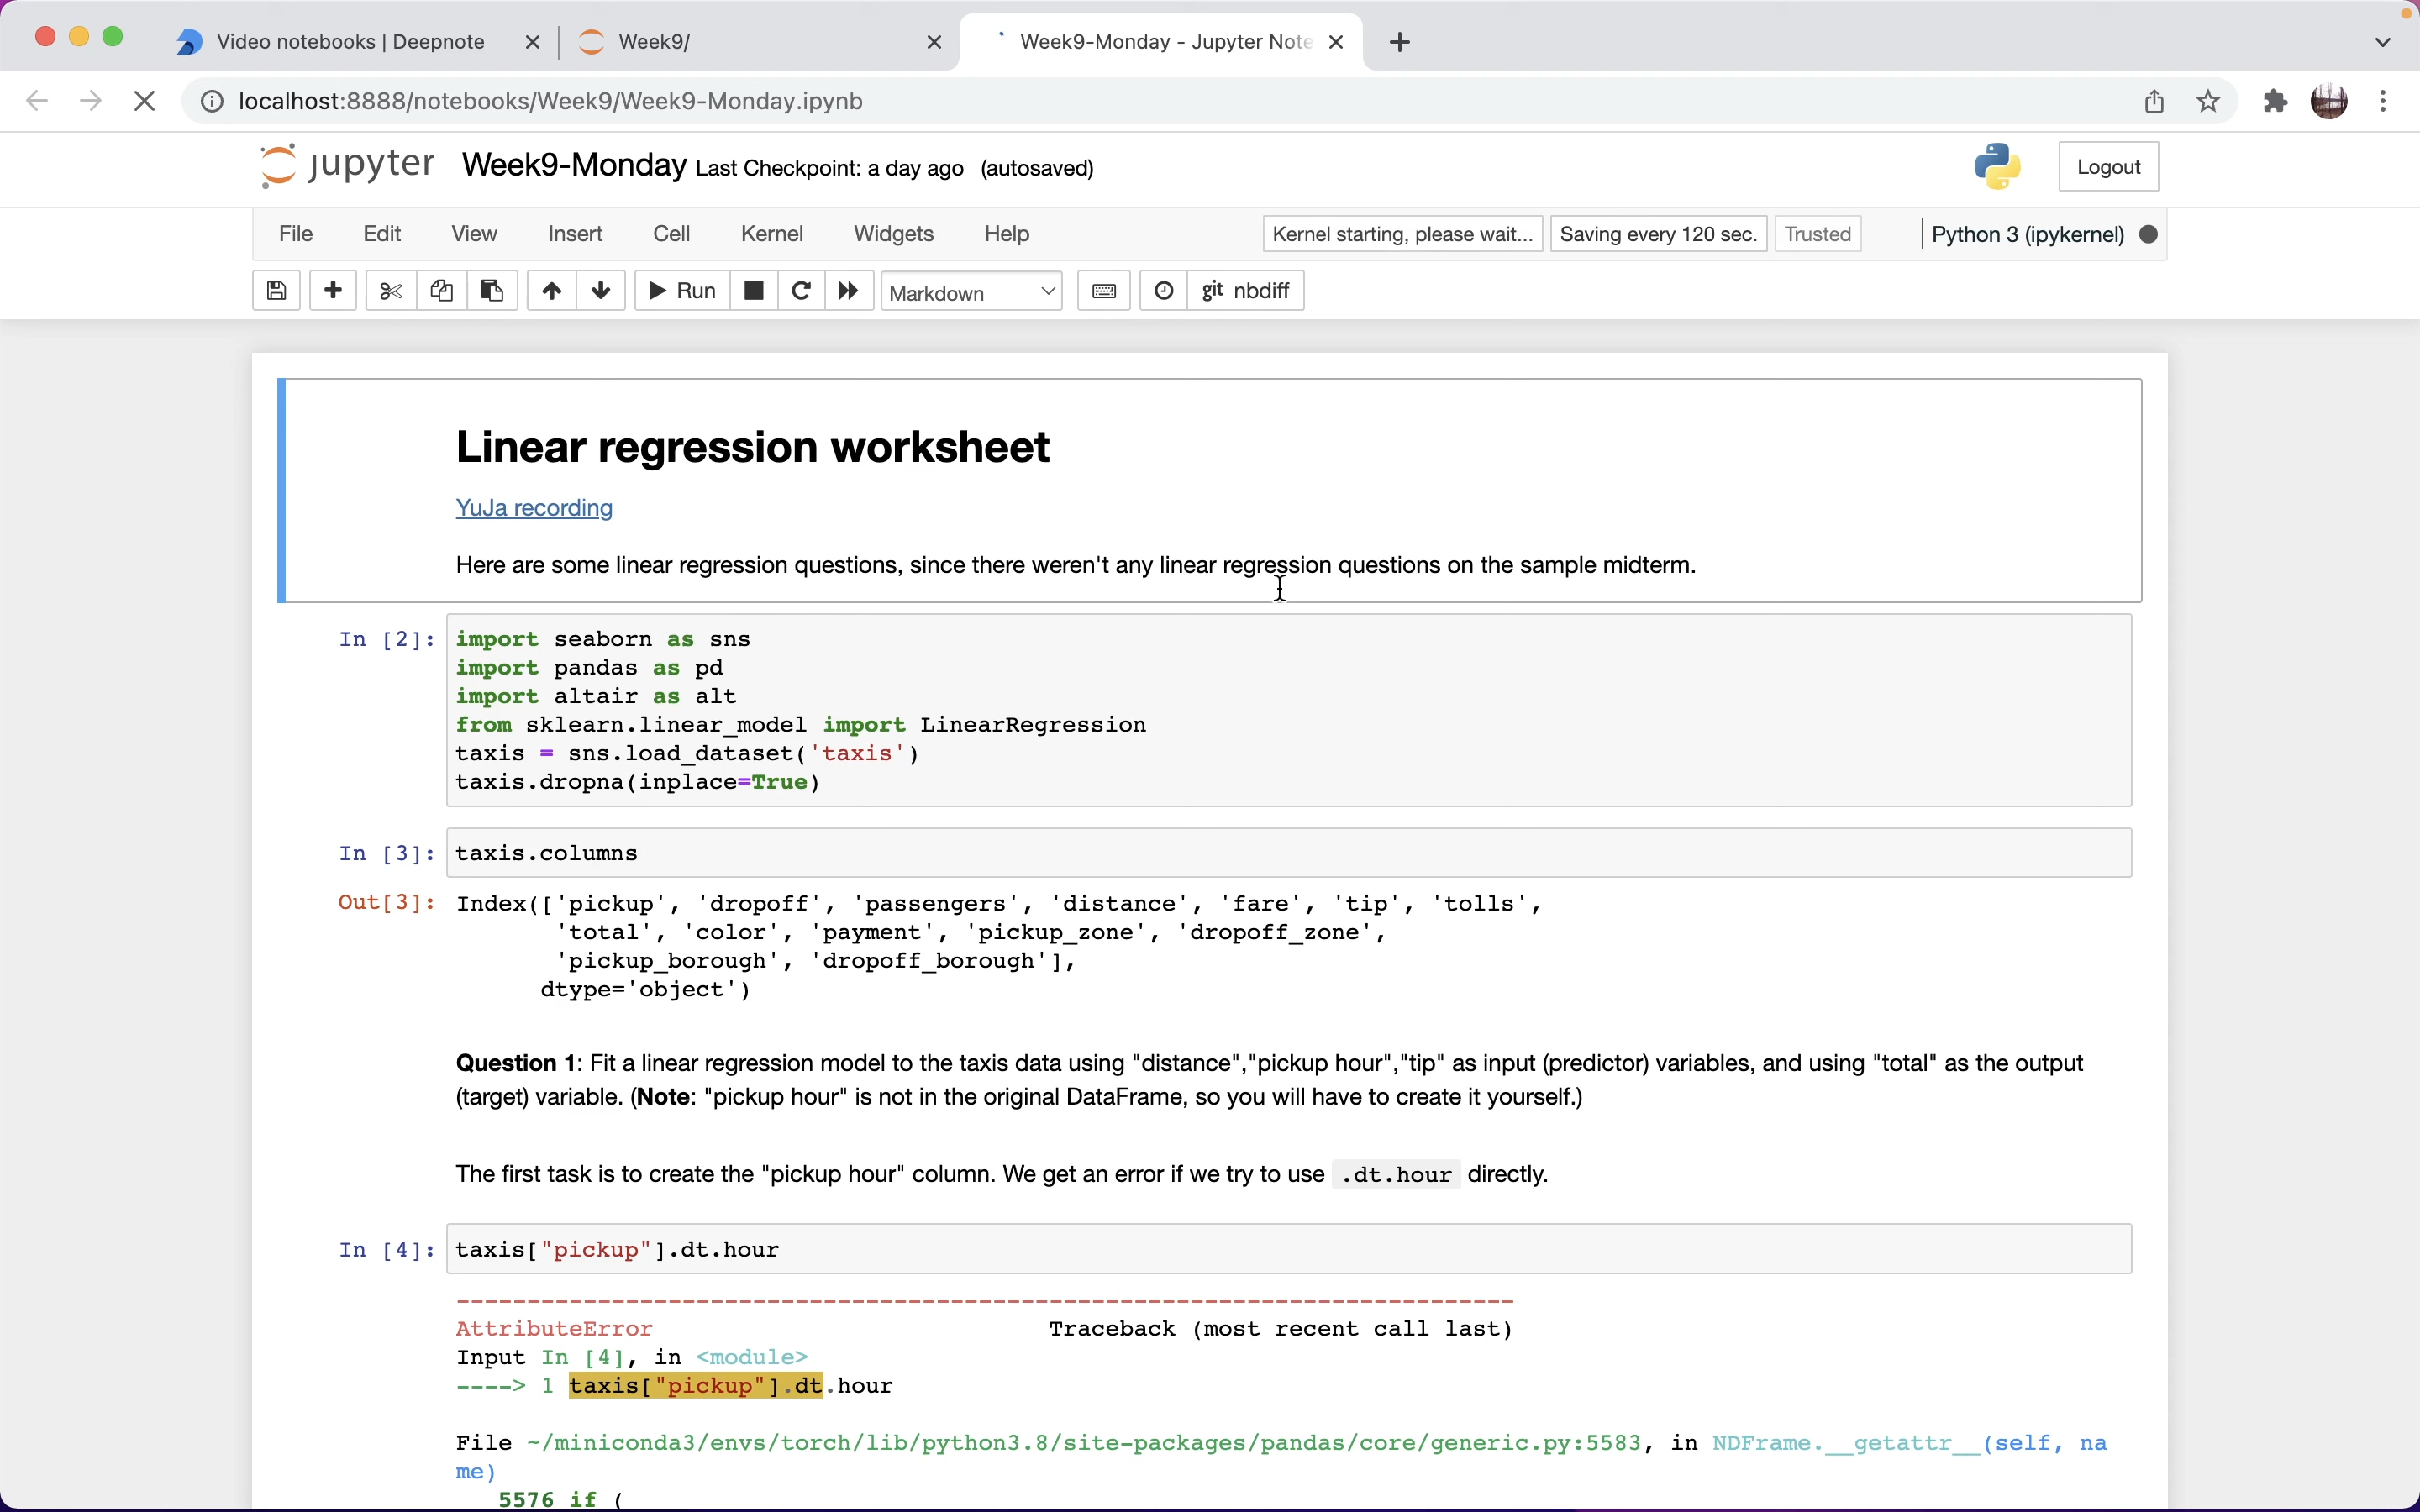 Video notebooks | Deepnote
Week9/
Week9-Monday - Jupyter Note
localhost:8888/notebooks/Week9/Week9-Monday.ipynb
jupyter Week9-Monday Last Checkpoint: a day ago (autosaved)
Logout
File Edit View Insert Cell Kernel Widgets Help
Kernel starting, please wait... Saving every 120 sec. Trusted Python 3 (ipykernel)
Run Markdown git nbdiff
Linear regression worksheet
YuJa recording
Here are some linear regression questions, since there weren't any linear regression questions on the sample midterm.
In [2]: import seaborn as sns
import pandas as pd
import altair as alt
from sklearn.linear_model import LinearRegression
taxis = sns.load_dataset('taxis')
taxis.dropna(inplace=True)
In [3]: taxis.columns
Out[3]: Index(['pickup', 'dropoff', 'passengers', 'distance', 'fare', 'tip', 'tolls',
'total', 'color', 'payment', 'pickup_zone', 'dropoff_zone',
'pickup_borough', 'dropoff_borough'],
dtype='object')
Question 1: Fit a linear regression model to the taxis data using "distance","pickup hour","tip" as input (predictor) variables, and using "total" as the output
(target) variable. (Note: "pickup hour" is not in the original DataFrame, so you will have to create it yourself.)
The first task is to create the "pickup hour" column. We get an error if we try to use .dt.hour directly.
In [4]: taxis["pickup"].dt.hour
---------------------------------------------------------------------------
AttributeError Traceback (most recent call last)
Input In [4], in <module>
----> 1 taxis["pickup"].dt.hour
File ~/miniconda3/envs/torch/lib/python3.8/site-packages/pandas/core/generic.py:5583, in NDFrame.__getattr__(self, na
me)
5576 if (